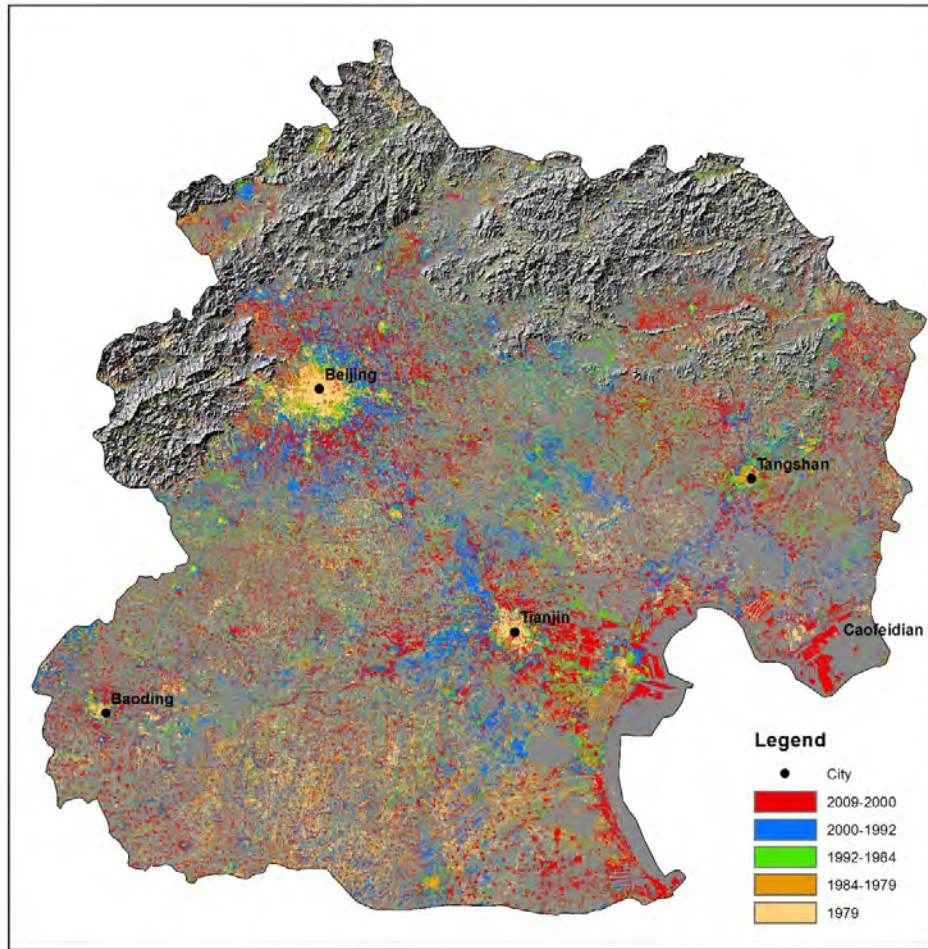 Beijing
Tangshan
Tianjin
Caofeidian
Baoding
Legend
City
2009-2000
2000-1992
1992-1984
1984-1979
1979